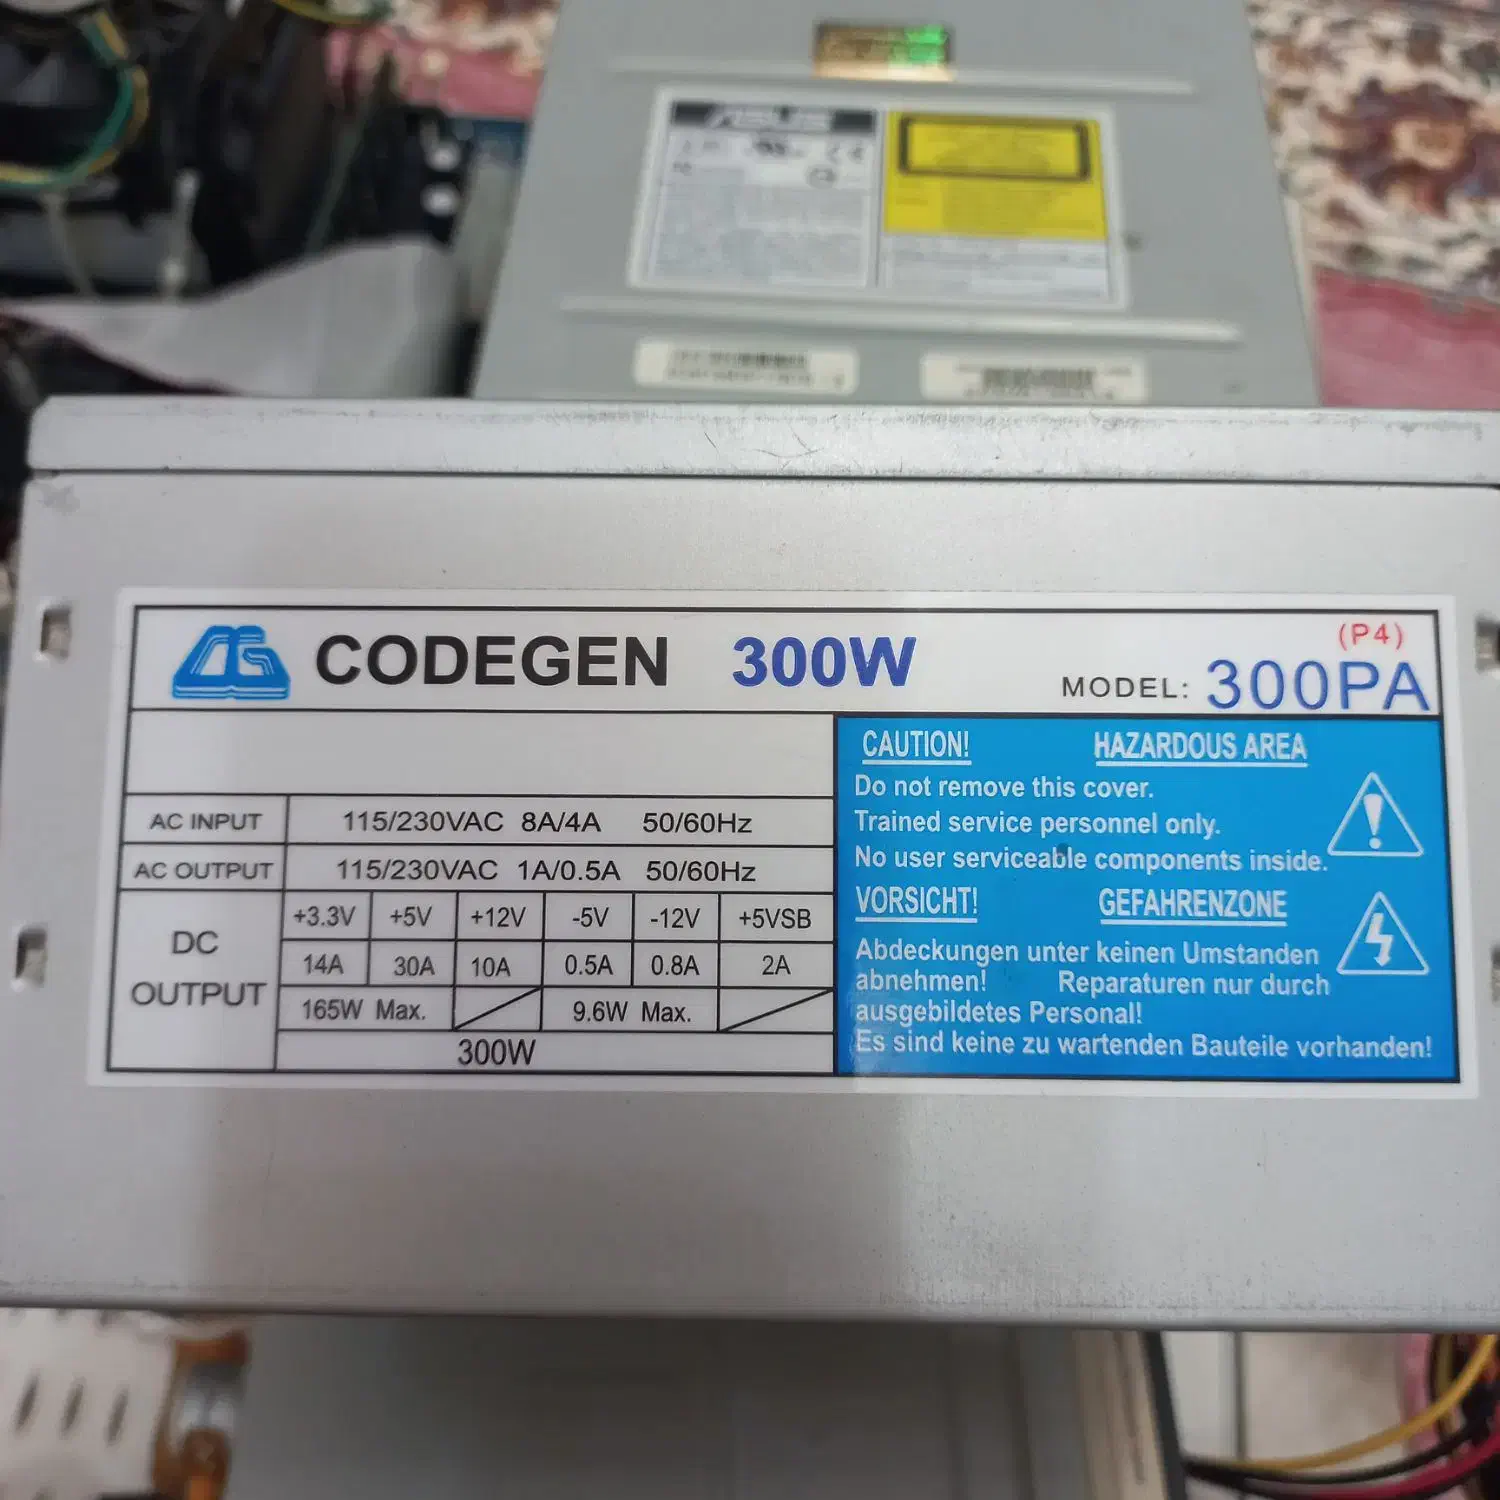 ASUS
CODEGEN 300W
(P4)
MODEL: 300PA
AC INPUT 115/230VAC 8A/4A 50/60Hz
AC OUTPUT 115/230VAC 1A/0.5A 50/60Hz
DC OUTPUT
+3.3V +5V +12V -5V -12V +5VSB
14A 30A 10A 0.5A 0.8A 2A
165W Max. 9.6W Max.
300W
CAUTION! HAZARDOUS AREA
Do not remove this cover.
Trained service personnel only.
No user serviceable components inside.
VORSICHT! GEFAHRENZONE
Abdeckungen unter keinen Umstanden
abnehmen! Reparaturen nur durch
ausgebildetes Personal!
Es sind keine zu wartenden Bauteile vorhanden!